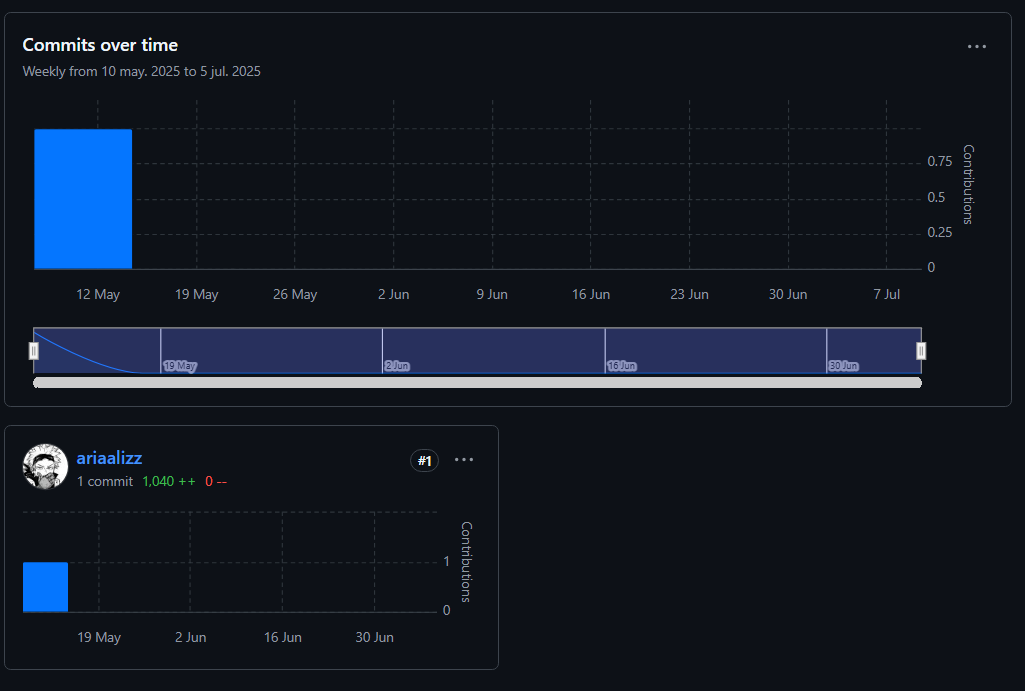 Commits over time
Weekly from 10 may. 2025 to 5 jul. 2025
0.75
0.5
0.25
0
Contributions
12 May 19 May 26 May 2 Jun 9 Jun 16 Jun 23 Jun 30 Jun 7 Jul
19 May 2 Jun 16 Jun 30 Jun
ariaalizz
#1
1 commit 1,040 ++ 0 --
1
0
Contributions
19 May 2 Jun 16 Jun 30 Jun